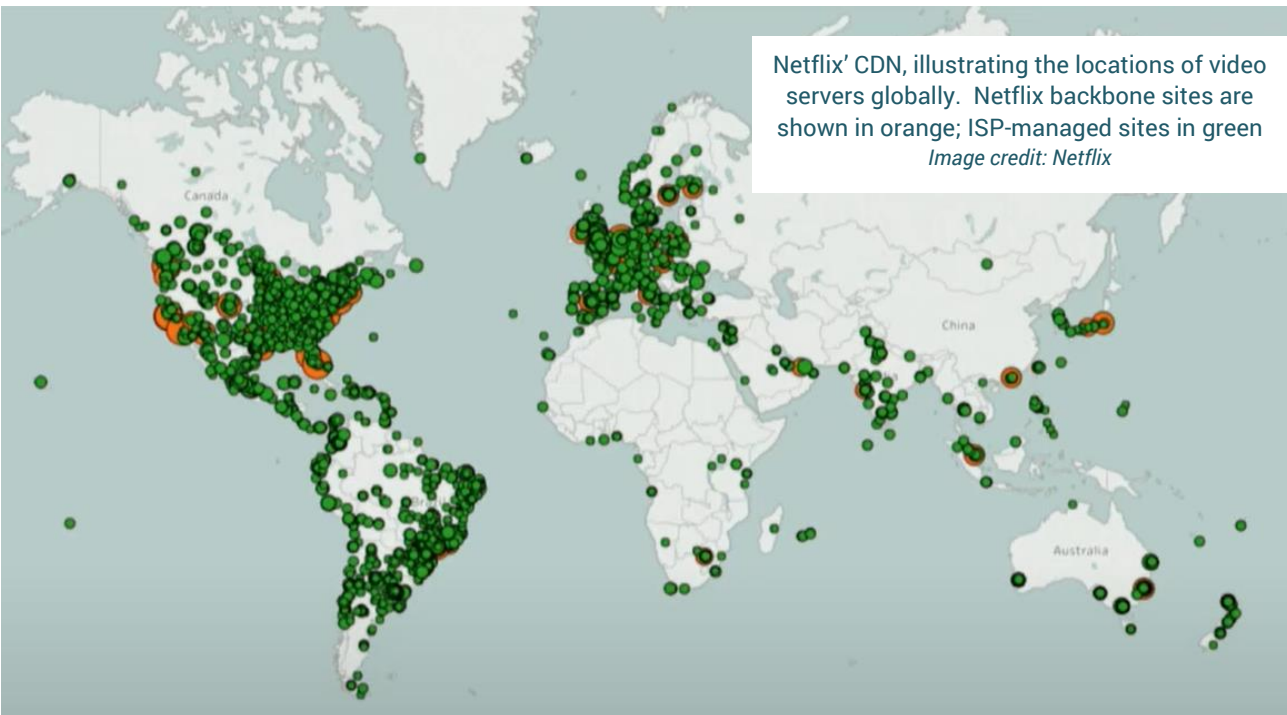 Netflix’ CDN, illustrating the locations of video
servers globally.  Netflix backbone sites are
shown in orange; ISP-managed sites in green
Image credit: Netflix
Canada
China
Australia